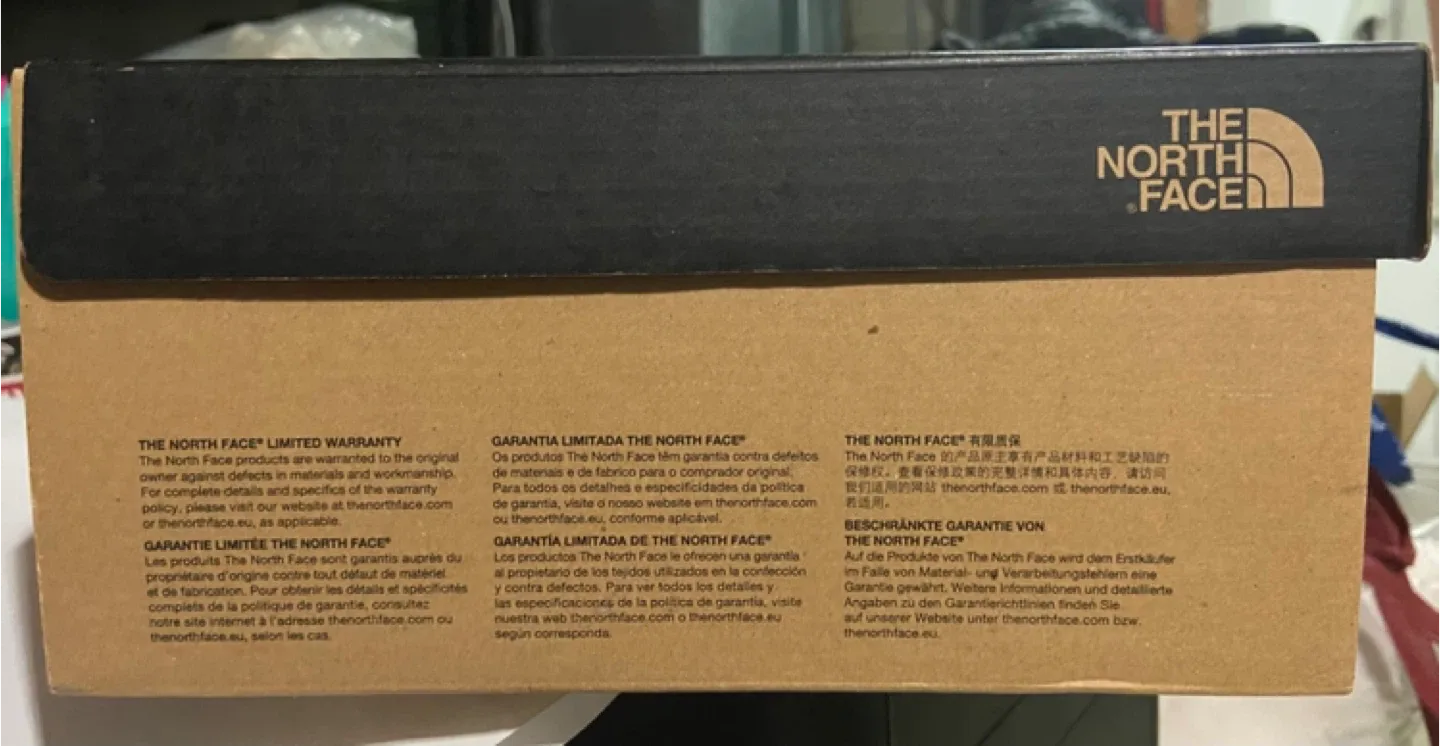 THE
NORTH
FACE
®
THE NORTH FACE® LIMITED WARRANTY
The North Face products are warranted to the original
owner against defects in materials and workmanship.
For complete details and specifics of the warranty
policy, please visit our website at thenorthface.com
or thenorthface.eu, as applicable.
GARANTIE LIMITÉE THE NORTH FACE®
Les produits The North Face sont garantis auprès du
propriétaire d'origine contre tout défaut de matériel
et de fabrication. Pour obtenir les détails et spécificités
complets de la politique de garantie, consultez
notre site internet à l'adresse thenorthface.com ou
thenorthface.eu, selon les cas.
GARANTIA LIMITADA THE NORTH FACE®
Os produtos The North Face têm garantia contra defeitos
de materiais e de fabrico para o comprador original.
Para todos os detalhes e especificidades da política
de garantia, visite o nosso website em thenorthface.com
ou thenorthface.eu, conforme aplicável.
GARANTÍA LIMITADA DE THE NORTH FACE®
Los productos The North Face le ofrecen una garantía
al propietario de los tejidos utilizados en la confección
y contra defectos. Para ver todos los detalles y
las especificaciones de la política de garantía, visite
nuestra web thenorthface.com o thenorthface.eu
según corresponda.
THE NORTH FACE® 有限质保
The North Face 的产品原主享有产品材料和工艺缺陷的
保修权。查看保修政策的完整详情和具体内容，请访问
我们适用的网站 thenorthface.com 或 thenorthface.eu,
若适用。
BESCHRÄNKTE GARANTIE VON
THE NORTH FACE®
Auf die Produkte von The North Face wird dem Erstkäufer
im Falle von Material- und Verarbeitungsfehlern eine
Garantie gewährt. Weitere Informationen und detaillierte
Angaben zu den Garantierichtlinien finden Sie
auf unserer Website unter thenorthface.com bzw.
thenorthface.eu.